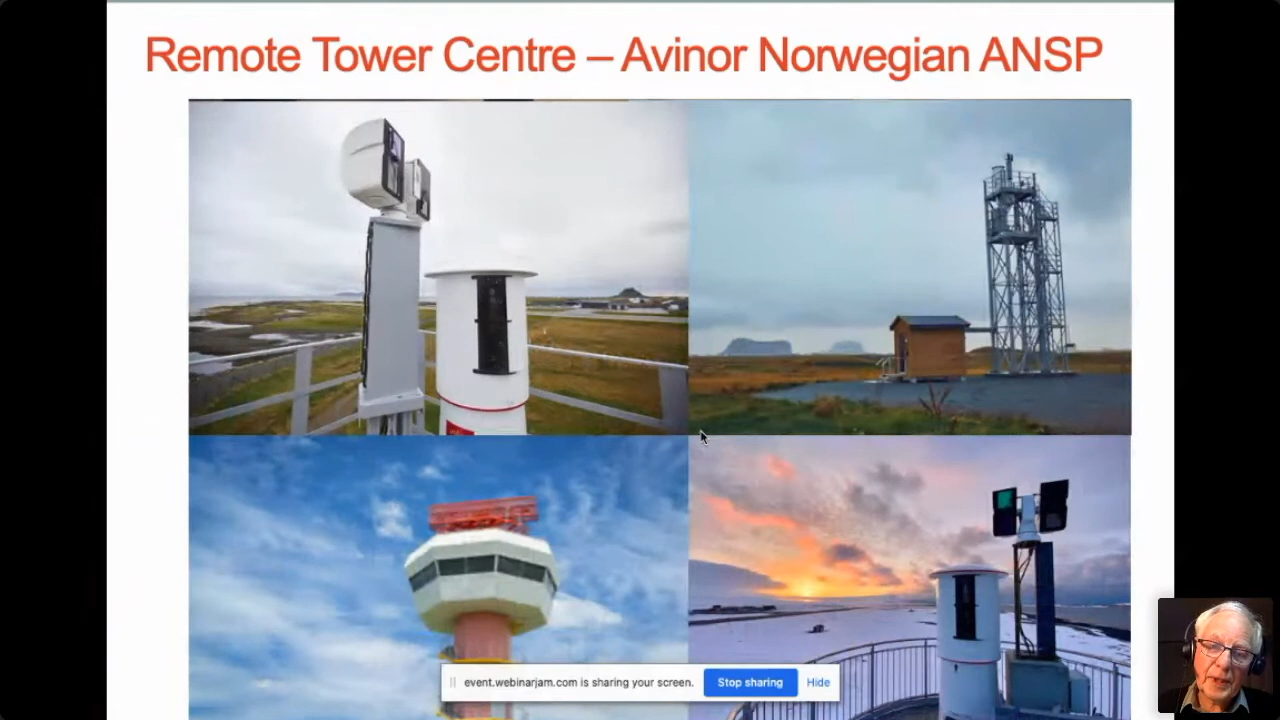 Remote Tower Centre – Avinor Norwegian ANSP
event.webinarjam.com is sharing your screen.
Stop sharing
Hide